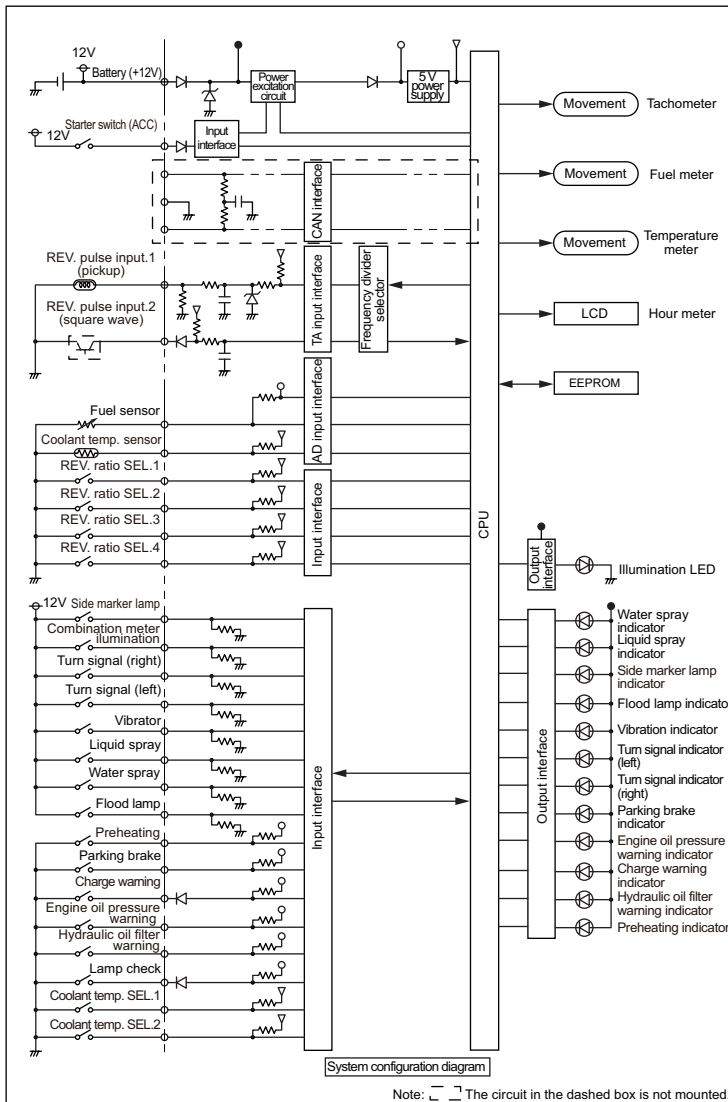 12V
Battery (+12V)
Power
excitation
circuit
5V
power
supply
12V
Starter switch (ACC)
Input
interface
CAN interface
REV. pulse input.1
(pickup)
REV. pulse input.2
(square wave)
TA input interface
Frequency divider
selector
Fuel sensor
Coolant temp. sensor
AD input interface
REV. ratio SEL.1
REV. ratio SEL.2
REV. ratio SEL.3
REV. ratio SEL.4
Input interface
CPU
Movement
Tachometer
Movement
Fuel meter
Movement
Temperature
meter
LCD
Hour meter
EEPROM
Output
interface
Illumination LED
12V
Side marker lamp
Combination meter
ilumination
Turn signal (right)
Turn signal (left)
Vibrator
Liquid spray
Water spray
Flood lamp
Preheating
Parking brake
Charge warning
Engine oil pressure
warning
Hydraulic oil filter
warning
Lamp check
Coolant temp. SEL.1
Coolant temp. SEL.2
Input interface
Output interface
Water spray
indicator
Liquid spray
indicator
Side marker lamp
indicator
Flood lamp indicato
Vibration indicator
Turn signal indicator
(left)
Turn signal indicator
(right)
Parking brake
indicator
Engine oil pressure
warning indicator
Charge warning
indicator
Hydraulic oil filter
warning indicator
Preheating indicator
System configuration diagram
Note: The circuit in the dashed box is not mounted